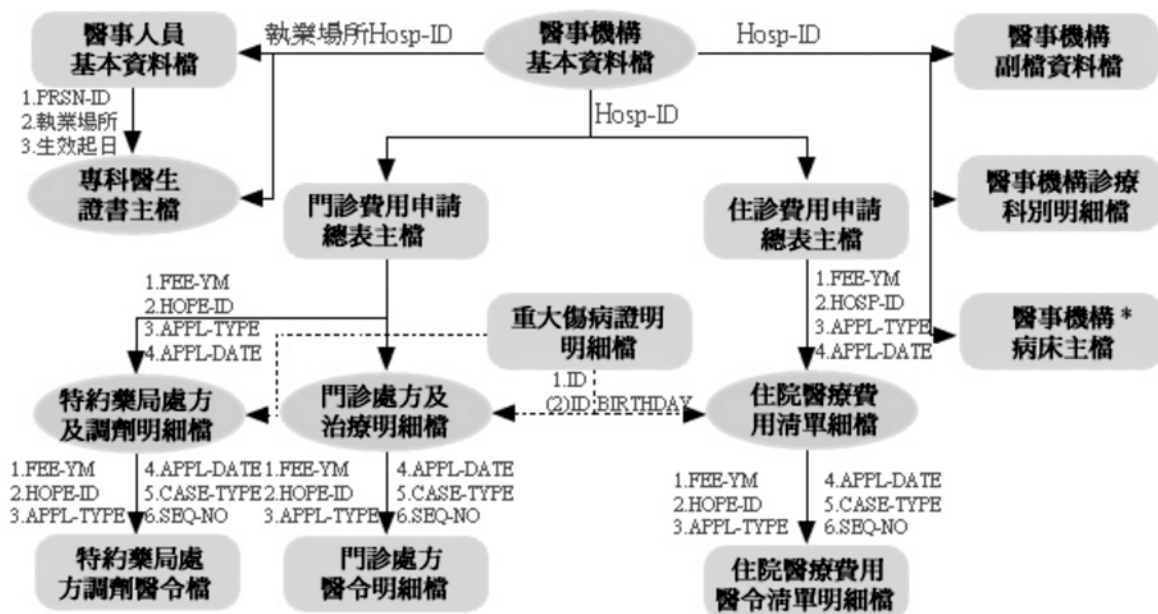 醫事人員
基本資料檔
執業場所Hosp-ID
醫事機構
基本資料檔
Hosp-ID
醫事機構
副檔資料檔
1.PRSN-ID
2.執業場所
3.生效起日
Hosp-ID
專科醫生
證書主檔
門診費用申請
總表主檔
住診費用申請
總表主檔
醫事機構診療
科別明細檔
1.FEE-YM
2.HOPE-ID
3.APPL-TYPE
4.APPL-DATE
重大傷病證明
明細檔
1.FEE-YM
2.HOSP-ID
3.APPL-TYPE
4.APPL-DATE
醫事機構*
病床主檔
特約藥局處方
及調劑明細檔
門診處方及
治療明細檔
1.ID
(2)ID BIRTHDAY
住院醫療費
用清單細檔
1.FEE-YM
2.HOPE-ID
3.APPL-TYPE
4.APPL-DATE
5.CASE-TYPE
6.SEQ-NO
1.FEE-YM
2.HOPE-ID
3.APPL-TYPE
4.APPL-DATE
5.CASE-TYPE
6.SEQ-NO
1.FEE-YM
2.HOPE-ID
3.APPL-TYPE
4.APPL-DATE
5.CASE-TYPE
6.SEQ-NO
特約藥局處
方調劑醫令檔
門診處方
醫令明細檔
住院醫療費用
醫令清單明細檔